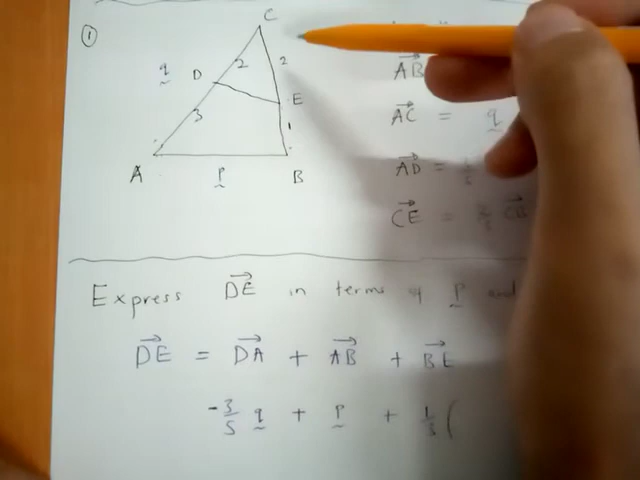 ①
C
q
D
2
2
E
3
1
A
p
B
AB
AC = q
AD =
CE = CB
Express DE in terms of p and
DE = DA + AB + BE
-3/5 q + p + 1/3 (